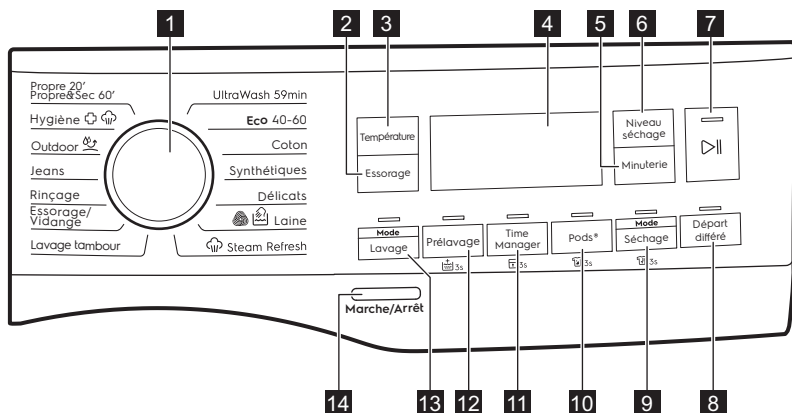 1
2
3
4
5
6
7
Propre 20'
Propre&Sec 60'
Hygiène
Outdoor
Jeans
Rinçage
Essorage/
Vidange
Lavage tambour
UltraWash 59min
Eco 40-60
Coton
Synthétiques
Délicats
Laine
Steam Refresh
Température
Essorage
Niveau
séchage
Minuterie
Mode
Lavage
Prélavage
3s
Time
Manager
3s
Pods®
3s
Mode
Séchage
3s
Départ
différé
Marche/Arrêt
14
13
12
11
10
9
8